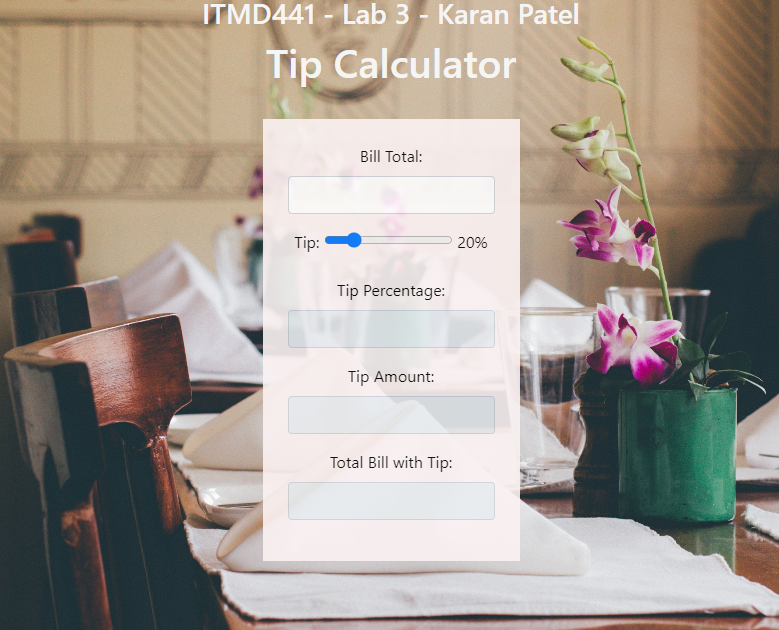 ITMD441 - Lab 3 - Karan Patel
Tip Calculator
Bill Total:
Tip: 20%
Tip Percentage:
Tip Amount:
Total Bill with Tip: